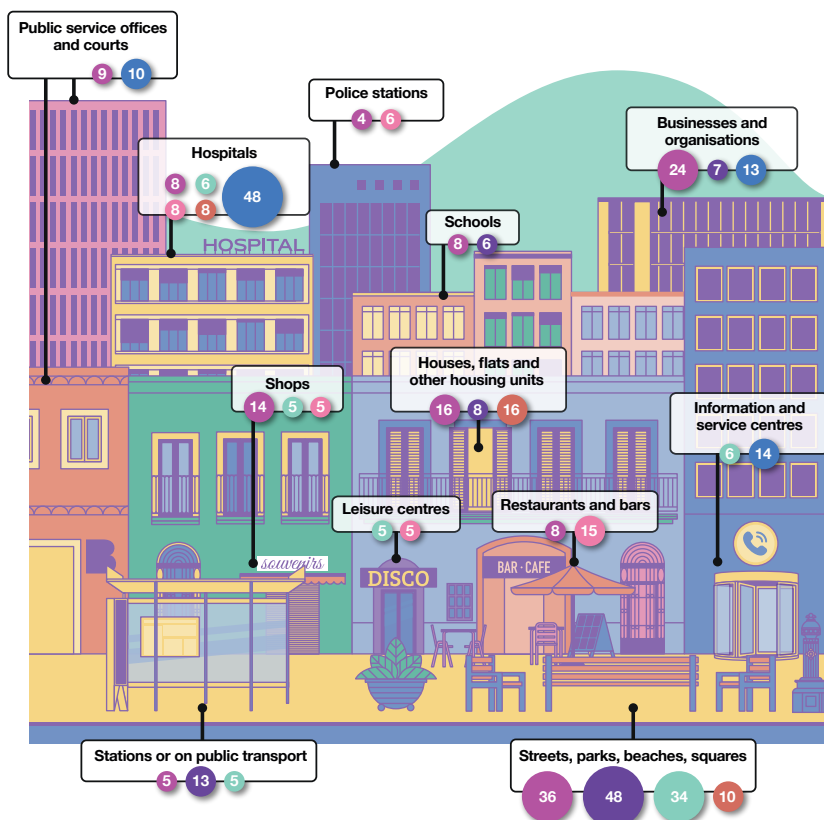 Public service offices
and courts
9 10
Police stations
4 6
Businesses and
organisations
24 7 13
Hospitals
8 6 48
8 8
HOSPITAL
Schools
8 6
Houses, flats and
other housing units
16 8 16
Shops
14 5 5
Information and
service centres
6 14
Leisure centres
5 5
Restaurants and bars
8 15
souvenirs
DISCO
BAR · CAFE
B
Stations or on public transport
5 13 5
Streets, parks, beaches, squares
36 48 34 10